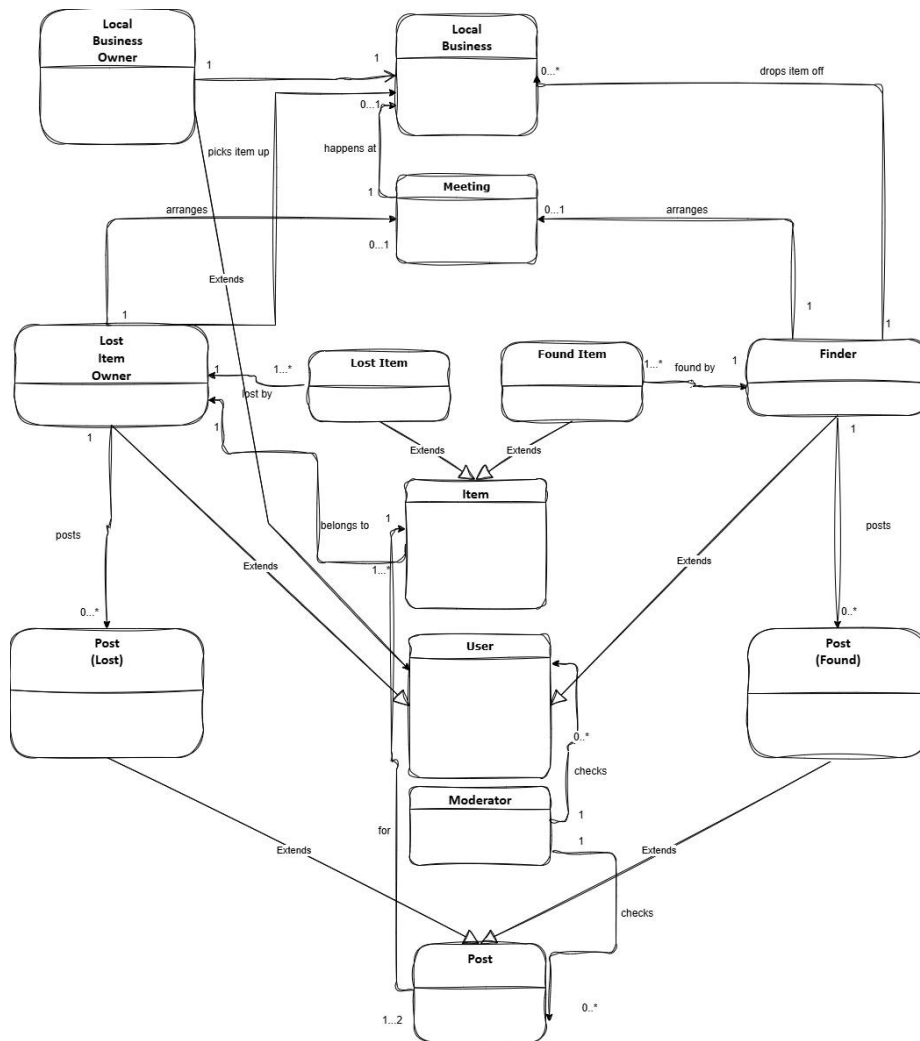 Local
Business
Owner
Local
Business
1
1
0...*
drops item off
0...1
picks item up
happens at
1
Meeting
arranges
0...1
arranges
0...1
Extends
1
1
1
Lost
Item
Owner
Lost Item
Found Item
Finder
1
1...*
1...*
found by
1
lost by
1
1
1
Extends
Extends
Item
posts
belongs to
1
posts
Extends
1...*
Extends
0...*
0..*
Post
(Lost)
User
Post
(Found)
0..*
checks
Moderator
1
for
1
Extends
Extends
checks
Post
1...2
0..*